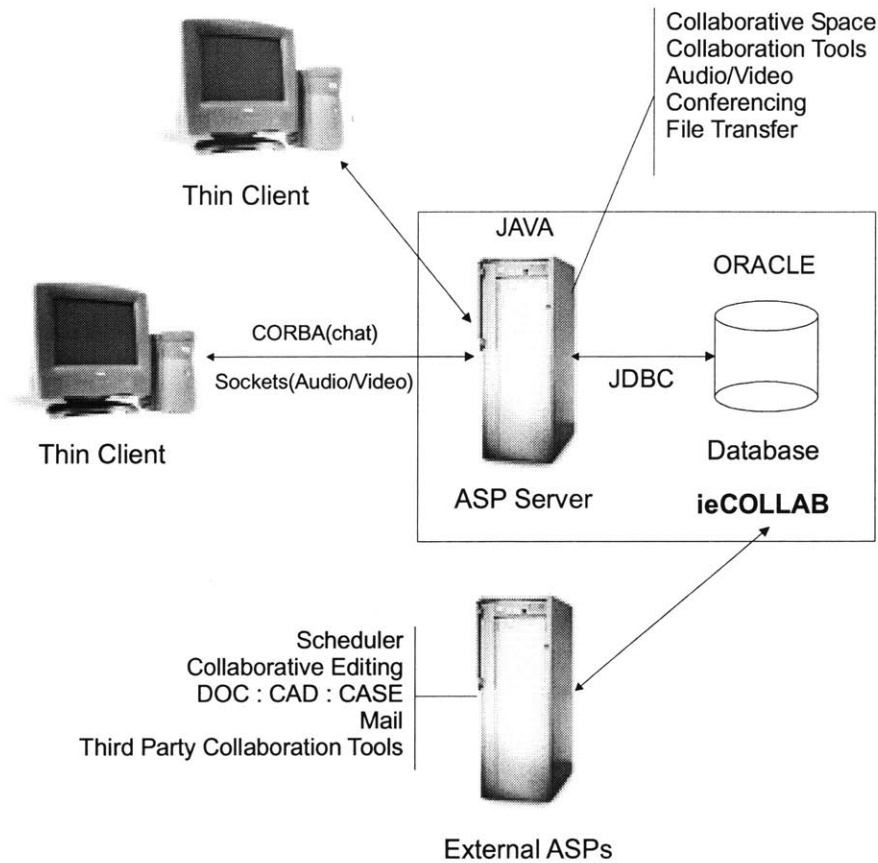 Collaborative Space
Collaboration Tools
Audio/Video
Conferencing
File Transfer
Thin Client
JAVA
ORACLE
CORBA(chat)
Sockets(Audio/Video)
JDBC
Thin Client
ASP Server
Database
ieCOLLAB
Scheduler
Collaborative Editing
DOC : CAD : CASE
Mail
Third Party Collaboration Tools
External ASPs